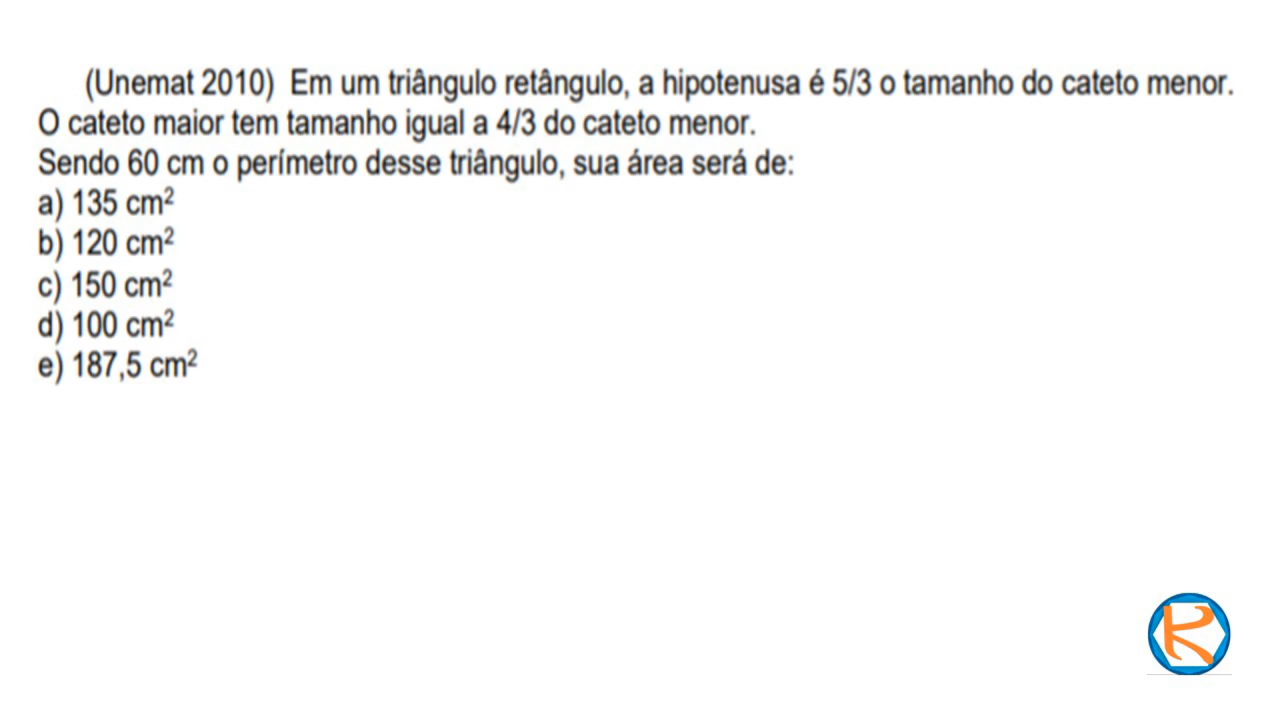 (Unemat 2010) Em um triângulo retângulo, a hipotenusa é 5/3 o tamanho do cateto menor.
O cateto maior tem tamanho igual a 4/3 do cateto menor.
Sendo 60 cm o perímetro desse triângulo, sua área será de:
a) 135 cm²
b) 120 cm²
c) 150 cm²
d) 100 cm²
e) 187,5 cm²
K